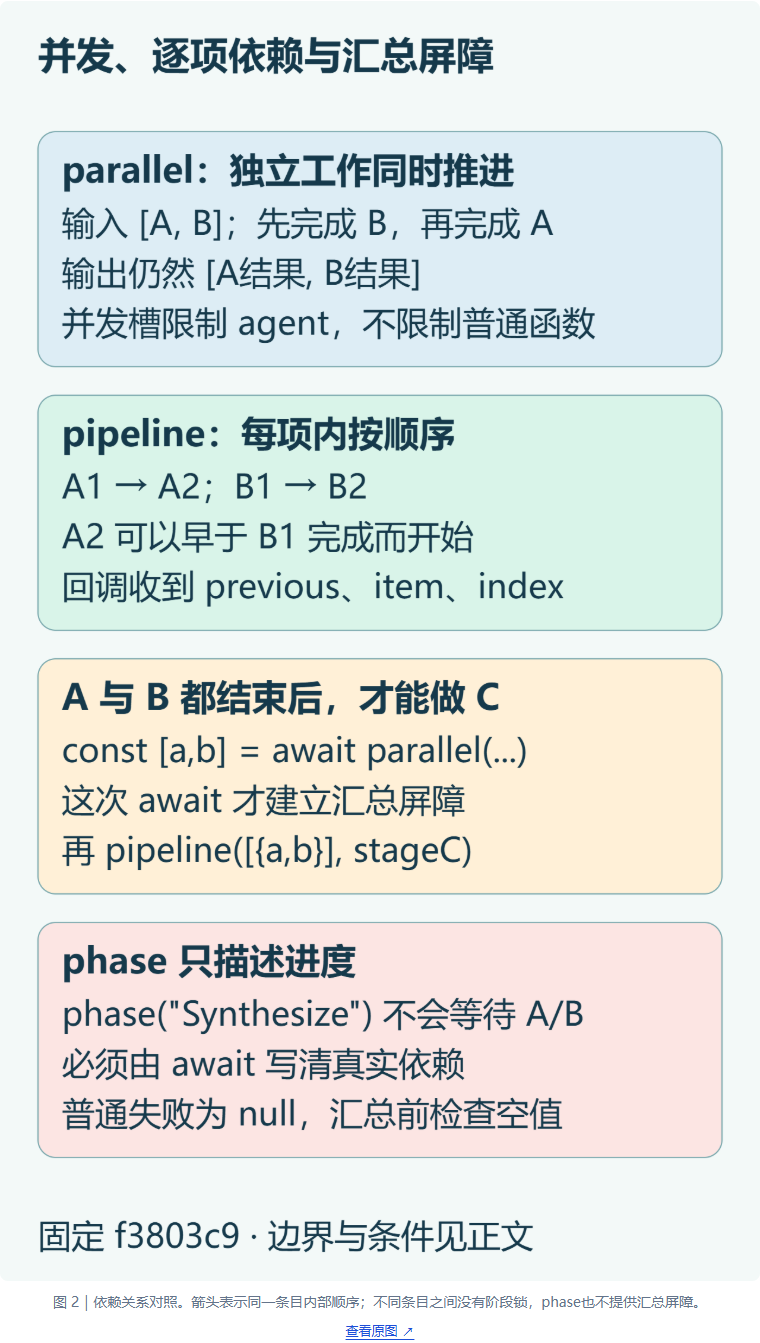 并发、逐项依赖与汇总屏障
parallel：独立工作同时推进
输入 [A, B]；先完成 B，再完成 A
输出仍然 [A结果, B结果]
并发槽限制 agent，不限制普通函数
pipeline：每项内按顺序
A1 → A2；B1 → B2
A2 可以早于 B1 完成而开始
回调收到 previous、item、index
A 与 B 都结束后，才能做 C
const [a,b] = await parallel(...)
这次 await 才建立汇总屏障
再 pipeline([{a,b}], stageC)
phase 只描述进度
phase("Synthesize") 不会等待 A/B
必须由 await 写清真实依赖
普通失败为 null，汇总前检查空值
固定 f3803c9 · 边界与条件见正文
图 2｜依赖关系对照。箭头表示同一条目内部顺序；不同条目之间没有阶段锁，phase也不提供汇总屏障。
查看原图 ↗